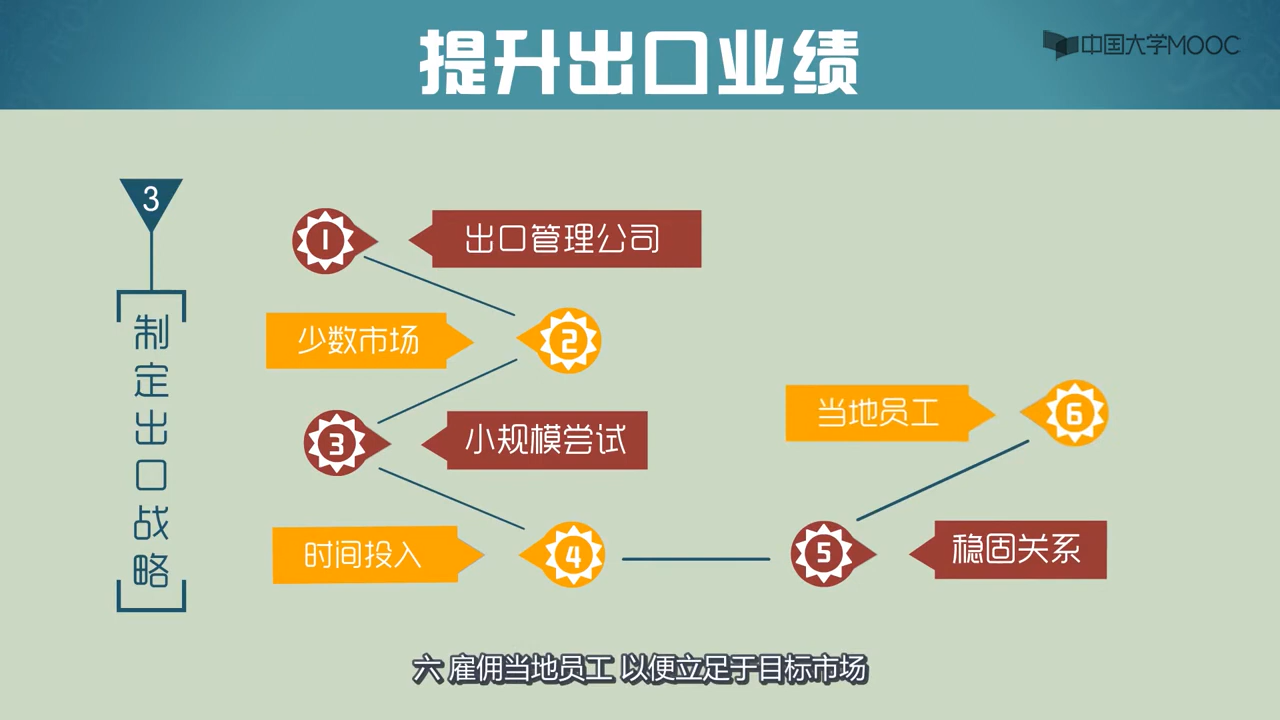 提升出口业绩
中国大学MOOC
3
制定出口战略
1
出口管理公司
少数市场
2
3
小规模尝试
时间投入
4
5
稳固关系
当地员工
6
六 雇佣当地员工 以便立足于目标市场